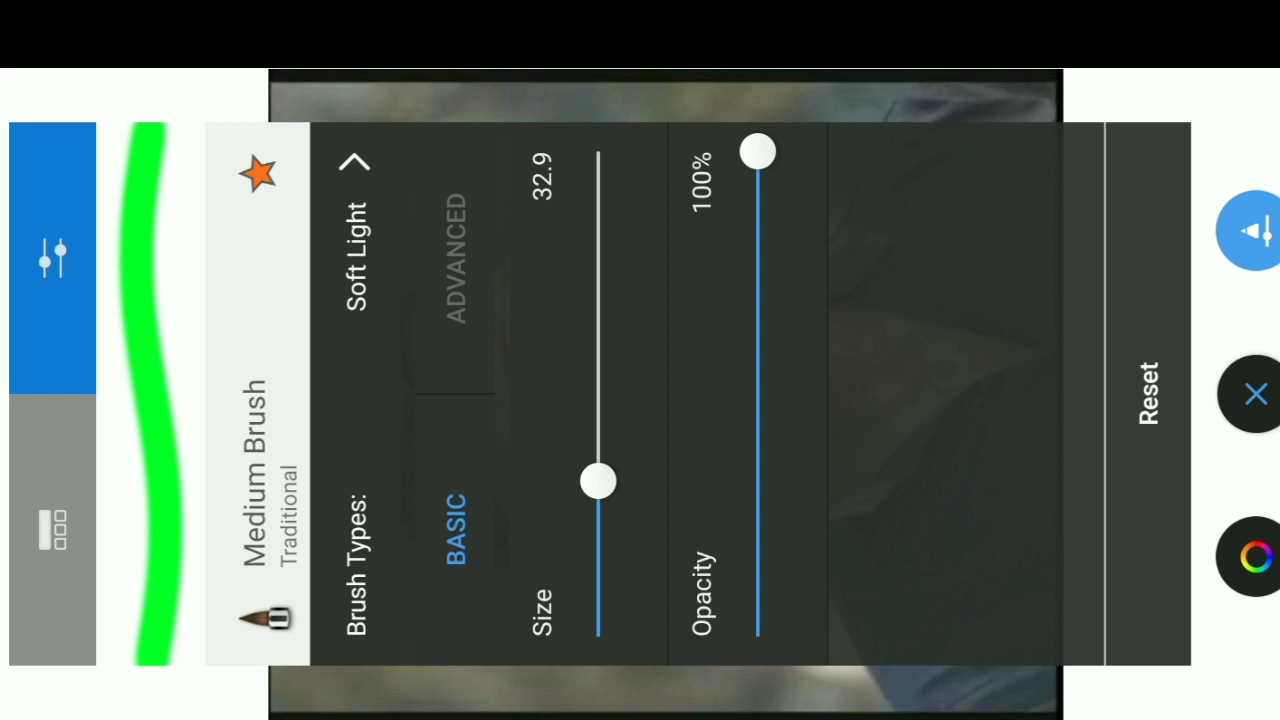 Medium Brush
Traditional
Brush Types: Soft Light
BASIC ADVANCED
Size 32.9
Opacity 100%
Reset